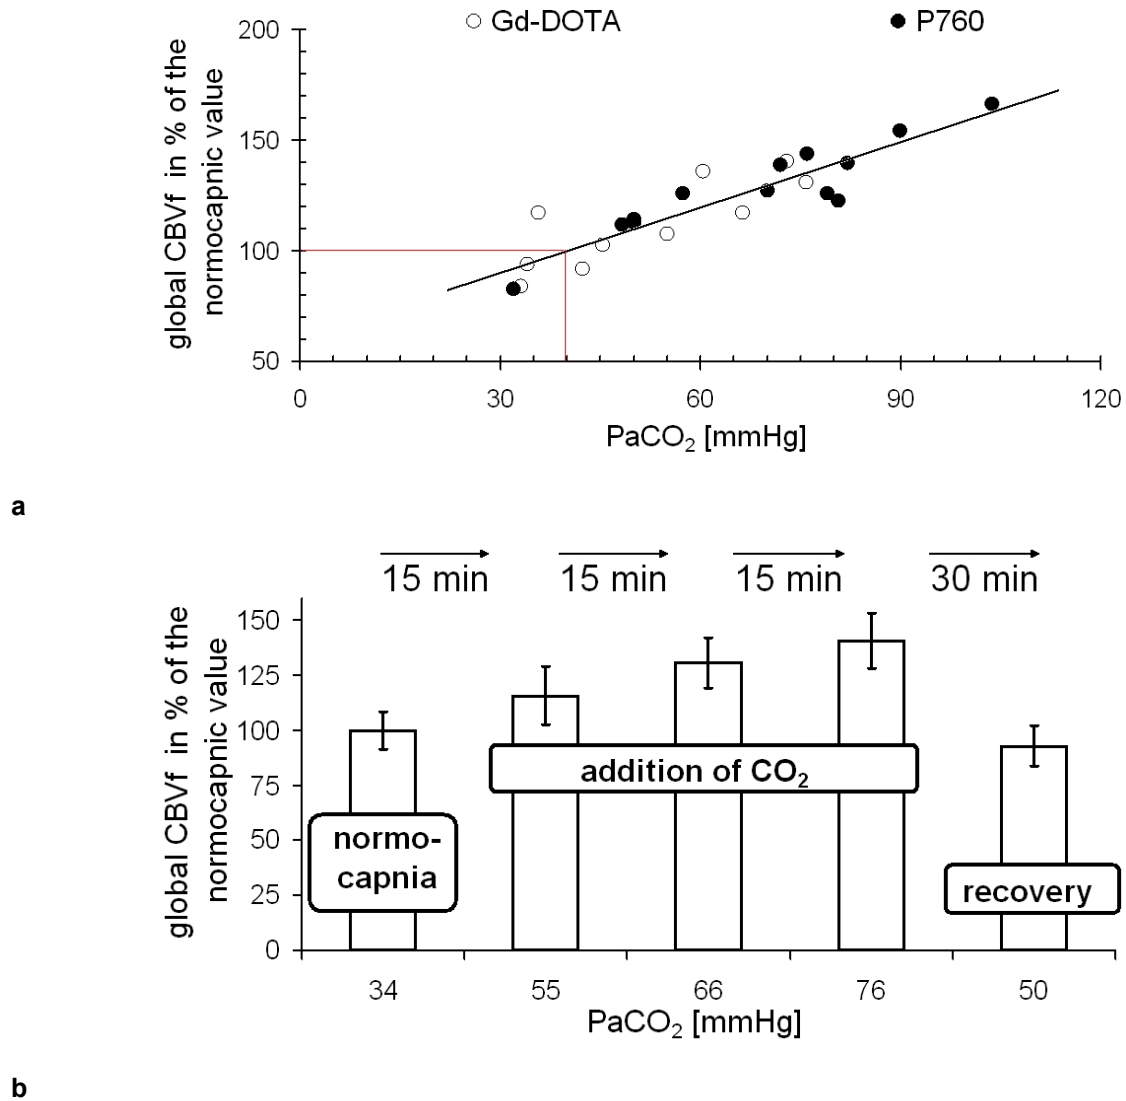 Gd-DOTA P760
global CBVf in % of the
normocapnic value
200
150
100
50
0 30 60 90 120
PaCO₂ [mmHg]
a
15 min 15 min 15 min 30 min
global CBVf in % of the
normocapnic value
150
125
100
75
50
25
0
addition of CO₂
normo-
capnia
recovery
34 55 66 76 50
PaCO₂ [mmHg]
b